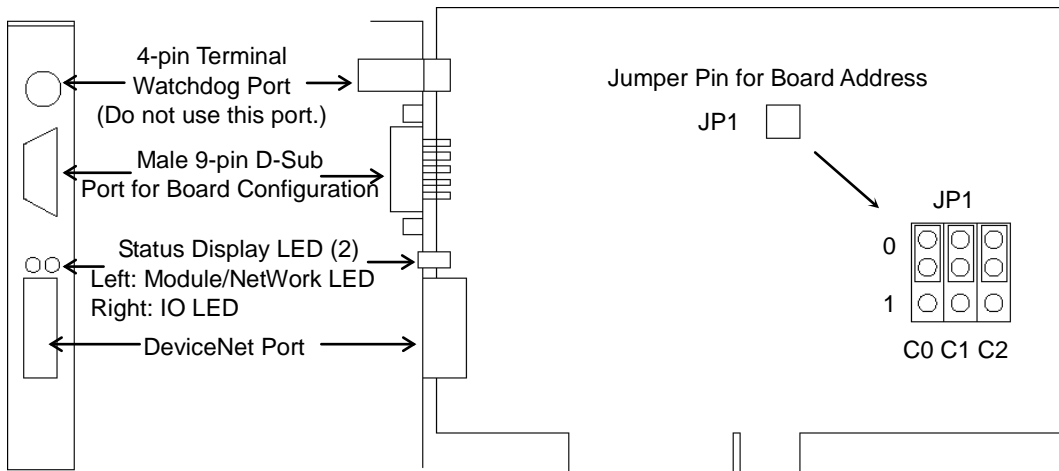 4-pin Terminal
Watchdog Port
(Do not use this port.)
Male 9-pin D-Sub
Port for Board Configuration
Status Display LED (2)
Left: Module/NetWork LED
Right: IO LED
DeviceNet Port
Jumper Pin for Board Address
JP1
JP1
0
1
C0 C1 C2